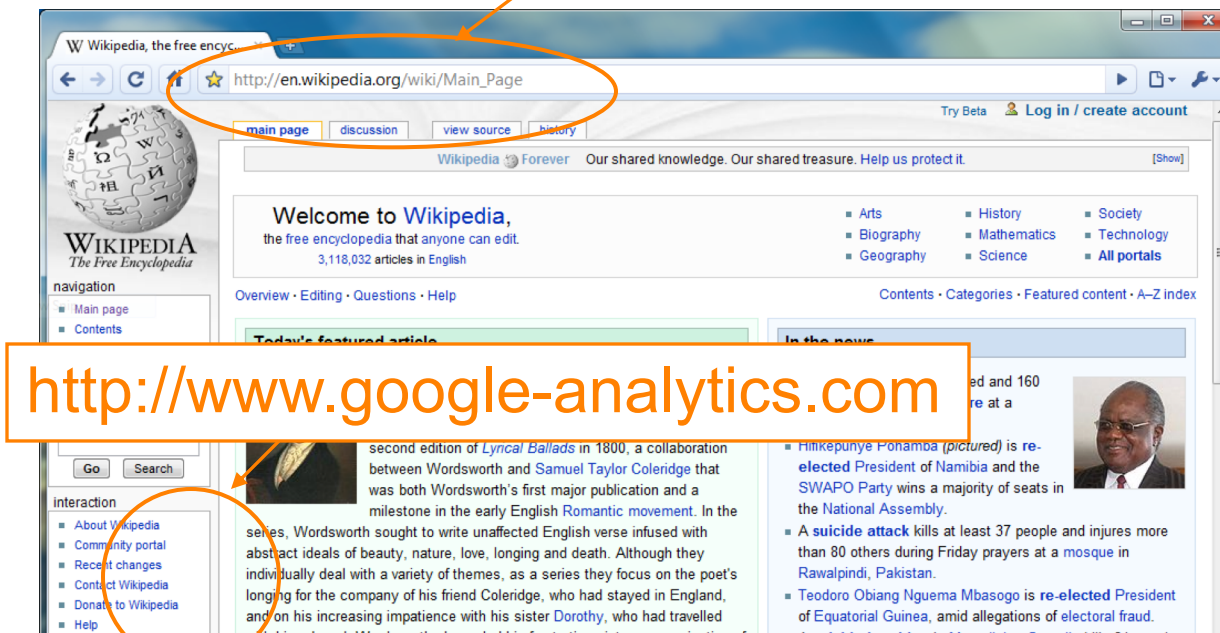 W Wikipedia, the free encyc...
http://en.wikipedia.org/wiki/Main_Page
Try Beta Log in / create account
main page discussion view source history
Wikipedia Forever Our shared knowledge. Our shared treasure. Help us protect it. [Show]
WIKIPEDIA
The Free Encyclopedia
Welcome to Wikipedia,
the free encyclopedia that anyone can edit.
3,118,032 articles in English
Arts History Society
Biography Mathematics Technology
Geography Science All portals
navigation
Main page
Contents
Overview · Editing · Questions · Help
Contents · Categories · Featured content · A–Z index
Today's featured article
In the news
http://www.google-analytics.com
Go Search
interaction
About Wikipedia
Community portal
Recent changes
Contact Wikipedia
Donate to Wikipedia
Help
second edition of Lyrical Ballads in 1800, a collaboration
between Wordsworth and Samuel Taylor Coleridge that
was both Wordsworth's first major publication and a
milestone in the early English Romantic movement. In the
series, Wordsworth sought to write unaffected English verse infused with
abstract ideals of beauty, nature, love, longing and death. Although they
individually deal with a variety of themes, as a series they focus on the poet's
longing for the company of his friend Coleridge, who had stayed in England,
and on his increasing impatience with his sister Dorothy, who had travelled
ed and 160
re at a
Hifikepunye Pohamba (pictured) is re-
elected President of Namibia and the
SWAPO Party wins a majority of seats in
the National Assembly.
A suicide attack kills at least 37 people and injures more
than 80 others during Friday prayers at a mosque in
Rawalpindi, Pakistan.
Teodoro Obiang Nguema Mbasogo is re-elected President
of Equatorial Guinea, amid allegations of electoral fraud.